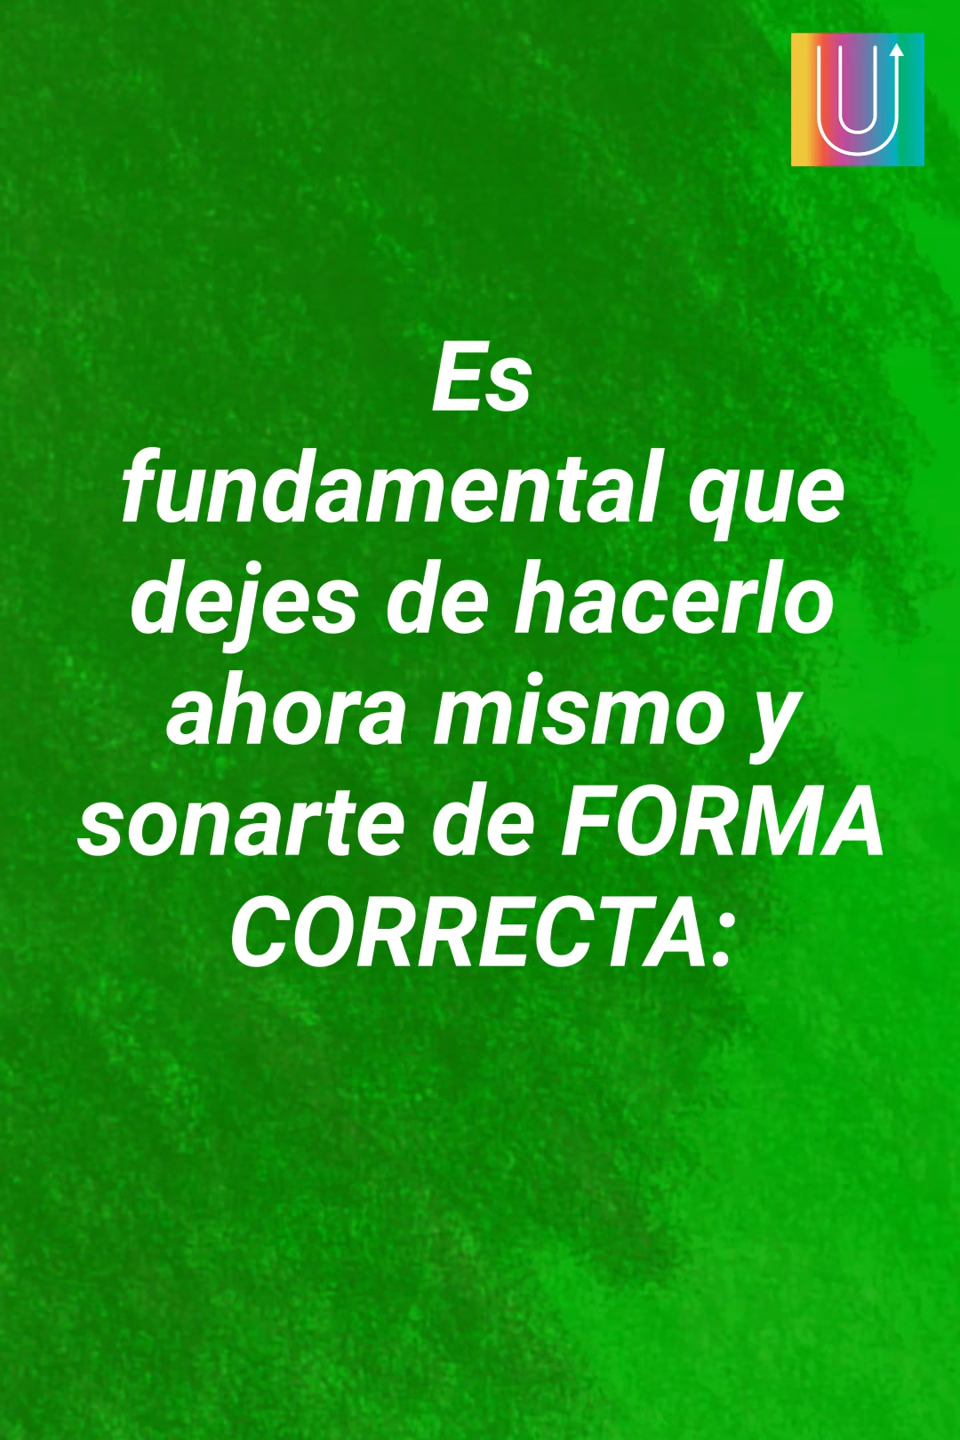 Es
fundamental que
dejes de hacerlo
ahora mismo y
sonarte de FORMA
CORRECTA: